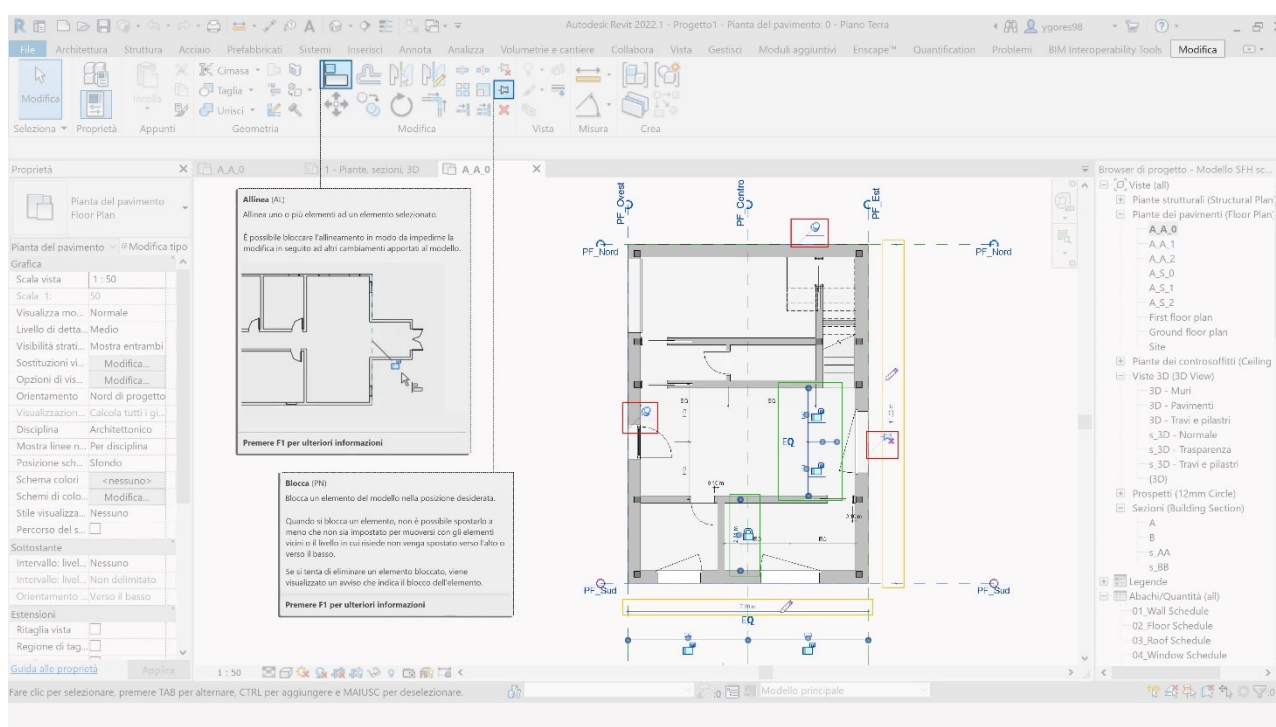 Autodesk Revit 2022.1 - Progetto1 - Pianta del pavimento: 0 - Piano Terra
ygores98
File Architettura Struttura Acciaio Prefabbricati Sistemi Inserisci Annota Analizza Volumetrie e cantiere Collabora Vista Gestisci Moduli aggiuntivi Enscape™ Quantification Problemi BIM Interoperability Tools Modifica
Modifica
Incolla
Cimasa
Taglia
Unisci
Seleziona Proprietà Appunti Geometria Modifica Vista Misura Crea
Proprietà
A_A_0
1 - Piante, sezioni, 3D
A_A_0
Pianta del pavimento
Floor Plan
Pianta del pavimento Modifica tipo
Grafica
Scala vista 1 : 50
Scala 1: 50
Visualizza mo... Normale
Livello di detta... Medio
Visibilità strati... Mostra entrambi
Sostituzioni vi... Modifica...
Opzioni di vis... Modifica...
Orientamento Nord di progetto
Visualizzazion... Calcola tutti i gi...
Disciplina Architettonico
Mostra linee n... Per disciplina
Posizione sch... Sfondo
Schema colori <nessuno>
Schemi di colo... Modifica...
Stile visualizza... Nessuno
Percorso del s...
Sottostante
Intervallo: livel... Nessuno
Intervallo: livel... Non delimitato
Orientamento ... Verso il basso
Estensioni
Ritaglia vista
Regione di tag...
Guida alle proprietà Applica
Allinea (AL)
Allinea uno o più elementi ad un elemento selezionato.
È possibile bloccare l'allineamento in modo da impedirne la
modifica in seguito ad altri cambiamenti apportati al modello.
Premere F1 per ulteriori informazioni
Blocca (PN)
Blocca un elemento del modello nella posizione desiderata.
Quando si blocca un elemento, non è possibile spostarlo a
meno che non sia impostato per muoversi con gli elementi
vicini o il livello in cui risiede non venga spostato verso l'alto o
verso il basso.
Se si tenta di eliminare un elemento bloccato, viene
visualizzato un avviso che indica il blocco dell'elemento.
Premere F1 per ulteriori informazioni
PF_Ovest
PF_Centro
PF_Est
PF_Nord
PF_Nord
EQ
EQ
EQ
PF_Sud
PF_Sud
EQ
Browser di progetto - Modello SFH sc...
Viste (all)
Piante strutturali (Structural Plan)
Piante dei pavimenti (Floor Plan)
A_A_0
A_A_1
A_A_2
A_S_0
A_S_1
A_S_2
First floor plan
Ground floor plan
Site
Piante dei controsoffitti (Ceiling
Viste 3D (3D View)
3D - Muri
3D - Pavimenti
3D - Travi e pilastri
s_3D - Normale
s_3D - Trasparenza
s_3D - Travi e pilastri
{3D}
Prospetti (12mm Circle)
Sezioni (Building Section)
A
B
s_AA
s_BB
Legende
Abachi/Quantità (all)
01_Wall Schedule
02_Floor Schedule
03_Roof Schedule
04_Window Schedule
1 : 50
Fare clic per selezionare, premere TAB per alternare, CTRL per aggiungere e MAIUSC per deselezionare.
:0
Modello principale